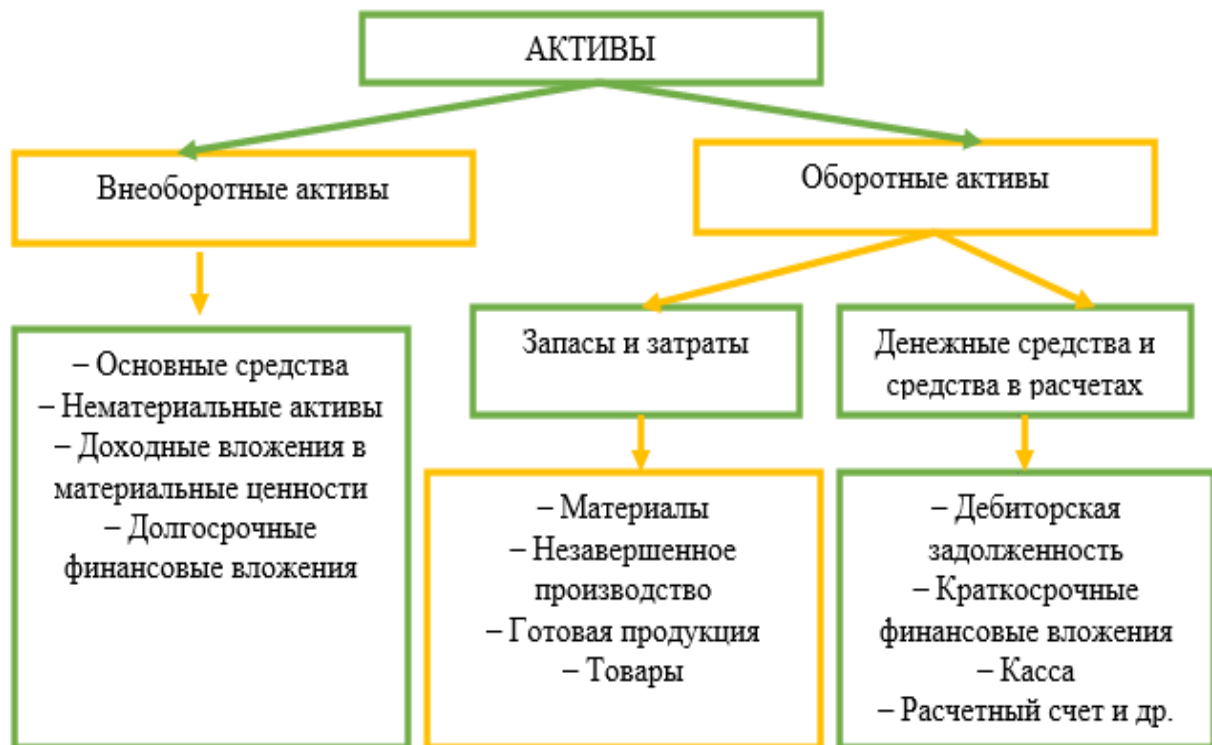 АКТИВЫ
Внеоборотные активы
Оборотные активы
– Основные средства
– Нематериальные активы
– Доходные вложения в
материальные ценности
– Долгосрочные
финансовые вложения
Запасы и затраты
Денежные средства и
средства в расчетах
– Материалы
– Незавершенное
производство
– Готовая продукция
– Товары
– Дебиторская
задолженность
– Краткосрочные
финансовые вложения
– Касса
– Расчетный счет и др.